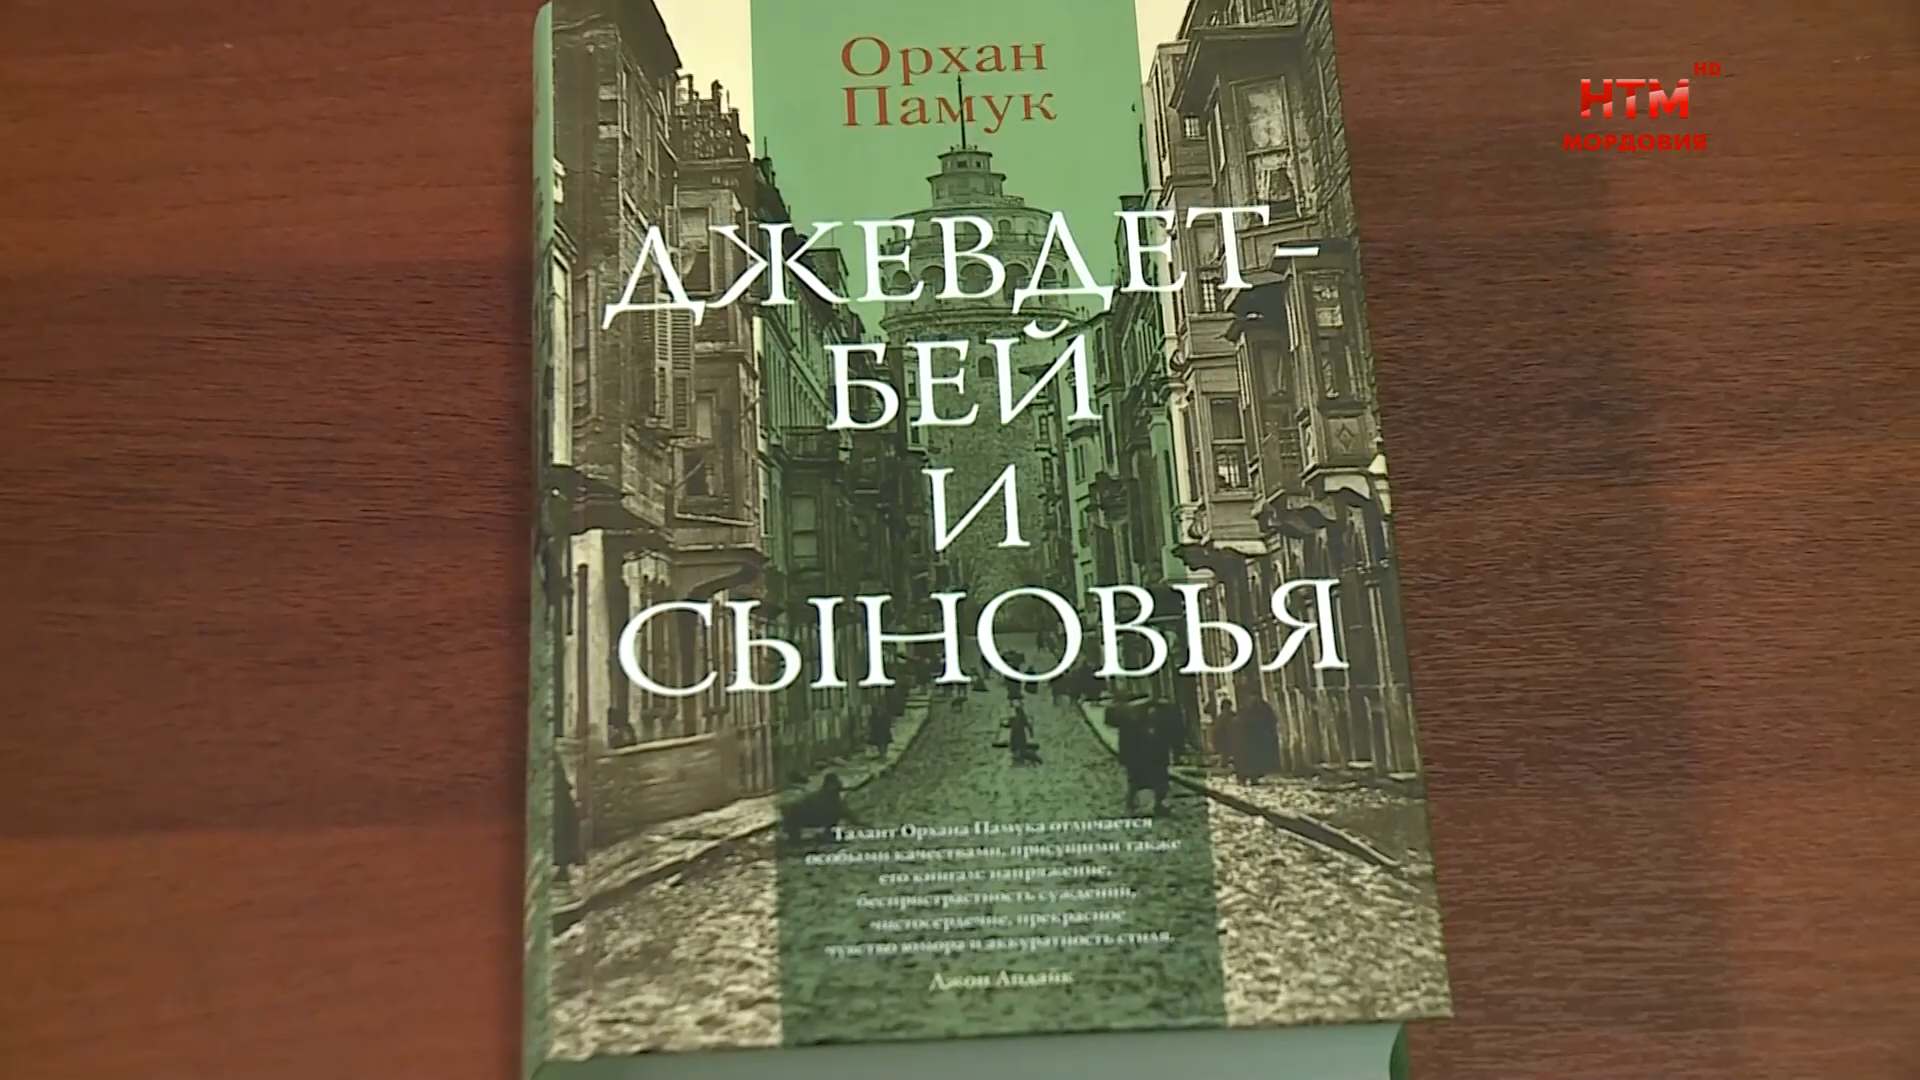 Орхан
Памук
ДЖЕВДЕТ-
БЕЙ
И
СЫНОВЬЯ
Талант Орхана Памука отличается
особыми качествами, присущими также
его книгам: напряжение,
беспристрастность суждений,
чистосердечие, прекрасное
чувство юмора и аккуратность стиля.
Джон Апдайк
НТМ HD
МОРДОВИЯ